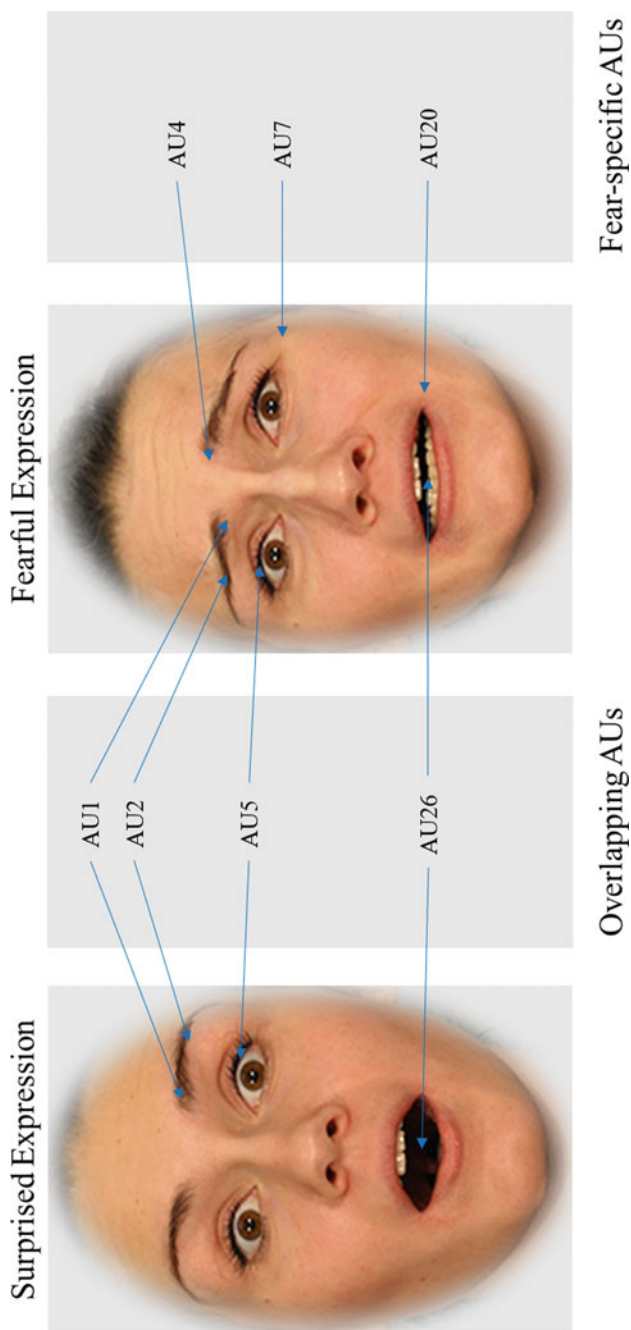 Surprised Expression
Fearful Expression
AU1
AU2
AU5
AU26
AU4
AU7
AU20
Overlapping AUs
Fear-specific AUs